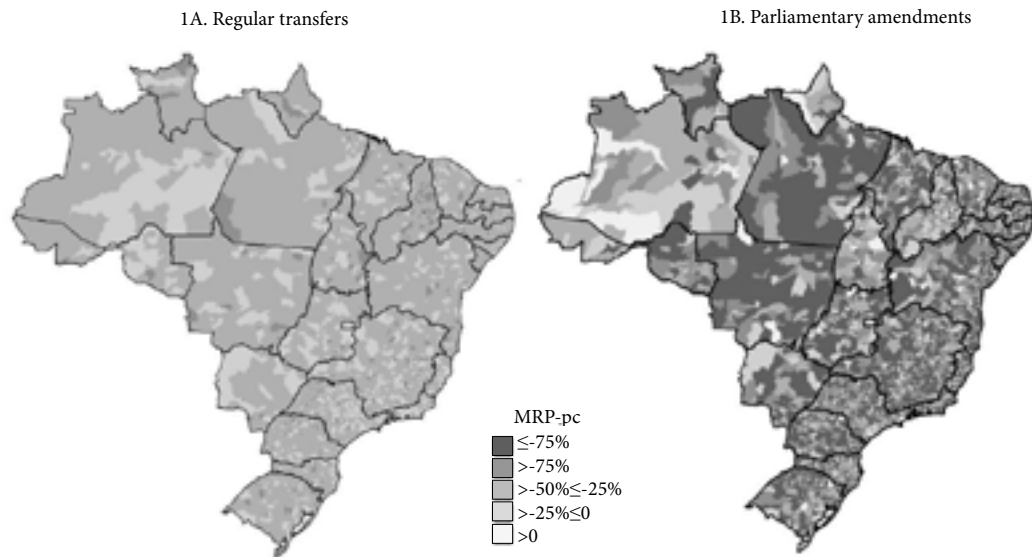 1A. Regular transfers
1B. Parliamentary amendments
MRP-pc
≤-75%
>-75%
>-50%≤-25%
>-25%≤0
>0